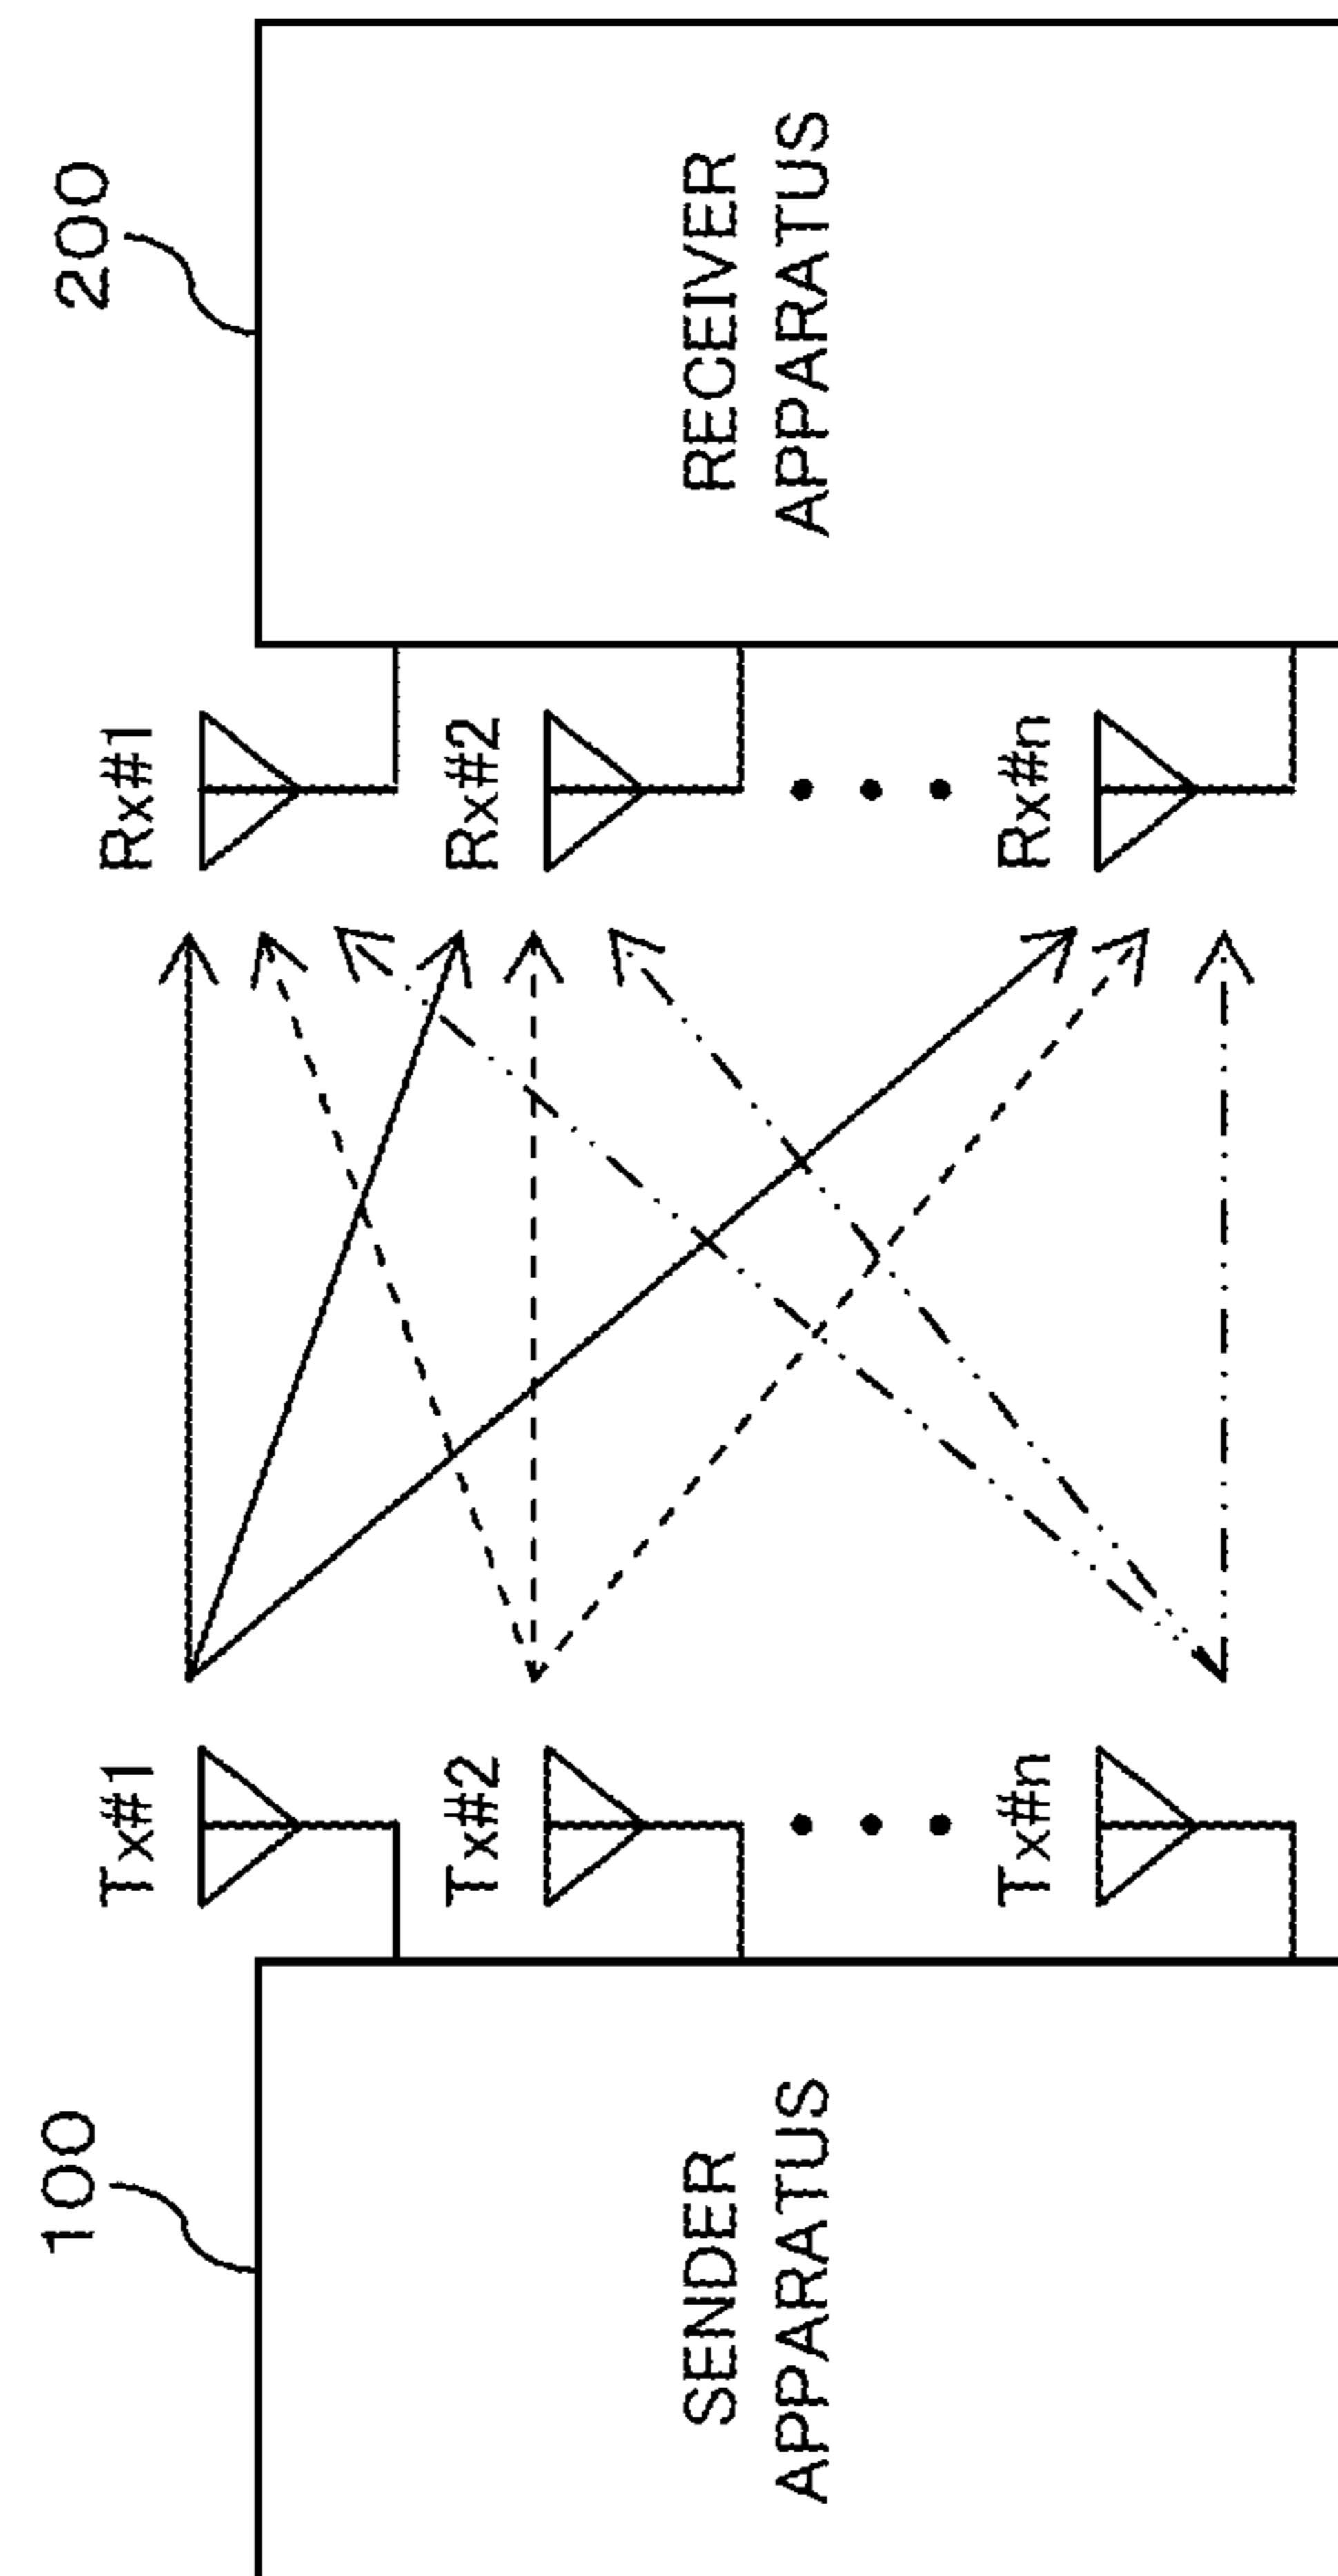 100
200
Tx#1
Rx#1
Tx#2
Rx#2
SENDER
APPARATUS
RECEIVER
APPARATUS
Tx#n
Rx#n